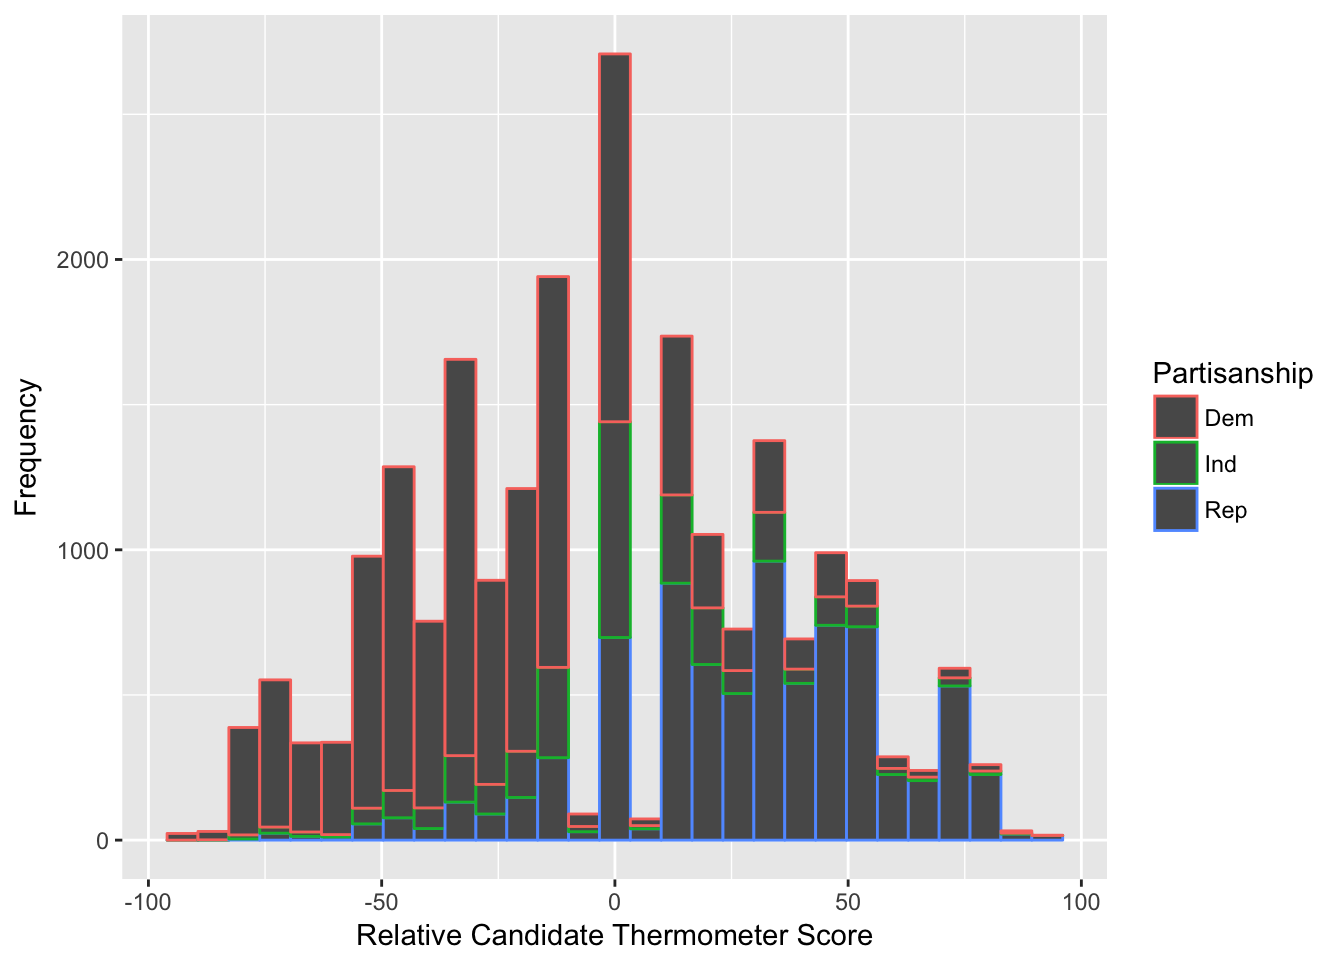 2000
1000
0
Frequency
-100
-50
0
50
100
Relative Candidate Thermometer Score
Partisanship
Dem
Ind
Rep